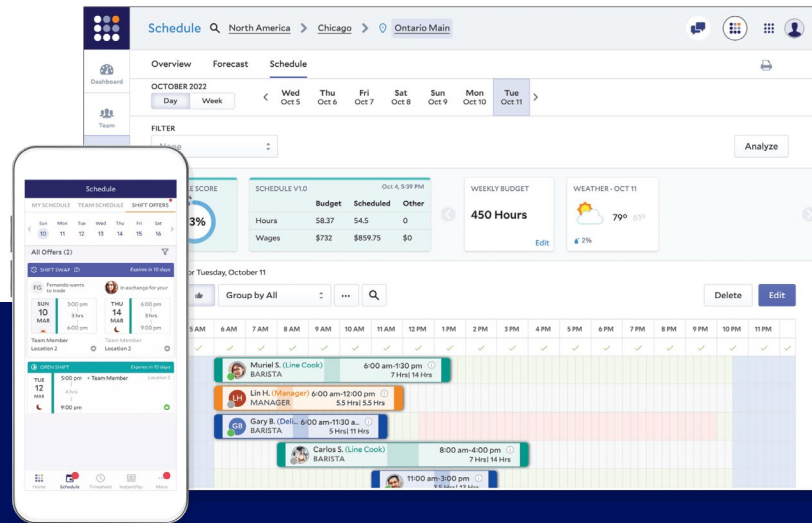 Schedule North America > Chicago > Ontario Main
Dashboard
Team
Overview Forecast Schedule
OCTOBER 2022
Day Week
< Wed Thu Fri Sat Sun Mon Tue >
Oct 5 Oct 6 Oct 7 Oct 8 Oct 9 Oct 10 Oct 11
FILTER
None
Analyze
E SCORE
3%
SCHEDULE V1.0 Oct 4, 5:39 PM
Budget Scheduled Other
Hours 58.37 54.5 0
Wages $732 $859.75 $0
WEEKLY BUDGET
450 Hours
Edit
WEATHER - OCT 11
79° 61°
2%
or Tuesday, October 11
Group by All
Delete Edit
5 AM 6 AM 7 AM 8 AM 9 AM 10 AM 11 AM 12 PM 1 PM 2 PM 3 PM 4 PM 5 PM 6 PM 7 PM 8 PM 9 PM 10 PM 11 PM
Muriel S. (Line Cook) 6:00 am-1:30 pm
BARISTA 7 Hrs| 14 Hrs
LH Lin H. (Manager) 6:00 am-12:00 pm
MANAGER 5.5 Hrs| 5.5 Hrs
GB Gary B. (Deli... 6:00 am-11:30 a...
BARISTA 5 Hrs| 11 Hrs
Carlos S. (Line Cook) 8:00 am-4:00 pm
BARISTA 7 Hrs| 14 Hrs
11:00 am-3:00 pm
Schedule
MY SCHEDULE TEAM SCHEDULE SHIFT OFFERS
Sun Mon Tue Wed Thu Fri Sat
< 10 11 12 13 14 15 16 >
All Offers (2)
SHIFT SWAP Expires in 10 days
FG Fernando wants to trade
in exchange for your
SUN 3:00 pm THU 6:00 pm
10 3 hrs 14 3 hrs
MAR 6:00 pm MAR 9:00 pm
Team Member Team Member
Location 2 Location 2
OPEN SHIFT Expires in 10 days
TUE 5:00 pm • Team Member Location 2
12 4 hrs
MAR
9:00 pm
Home Schedule Timesheet InstantPay More